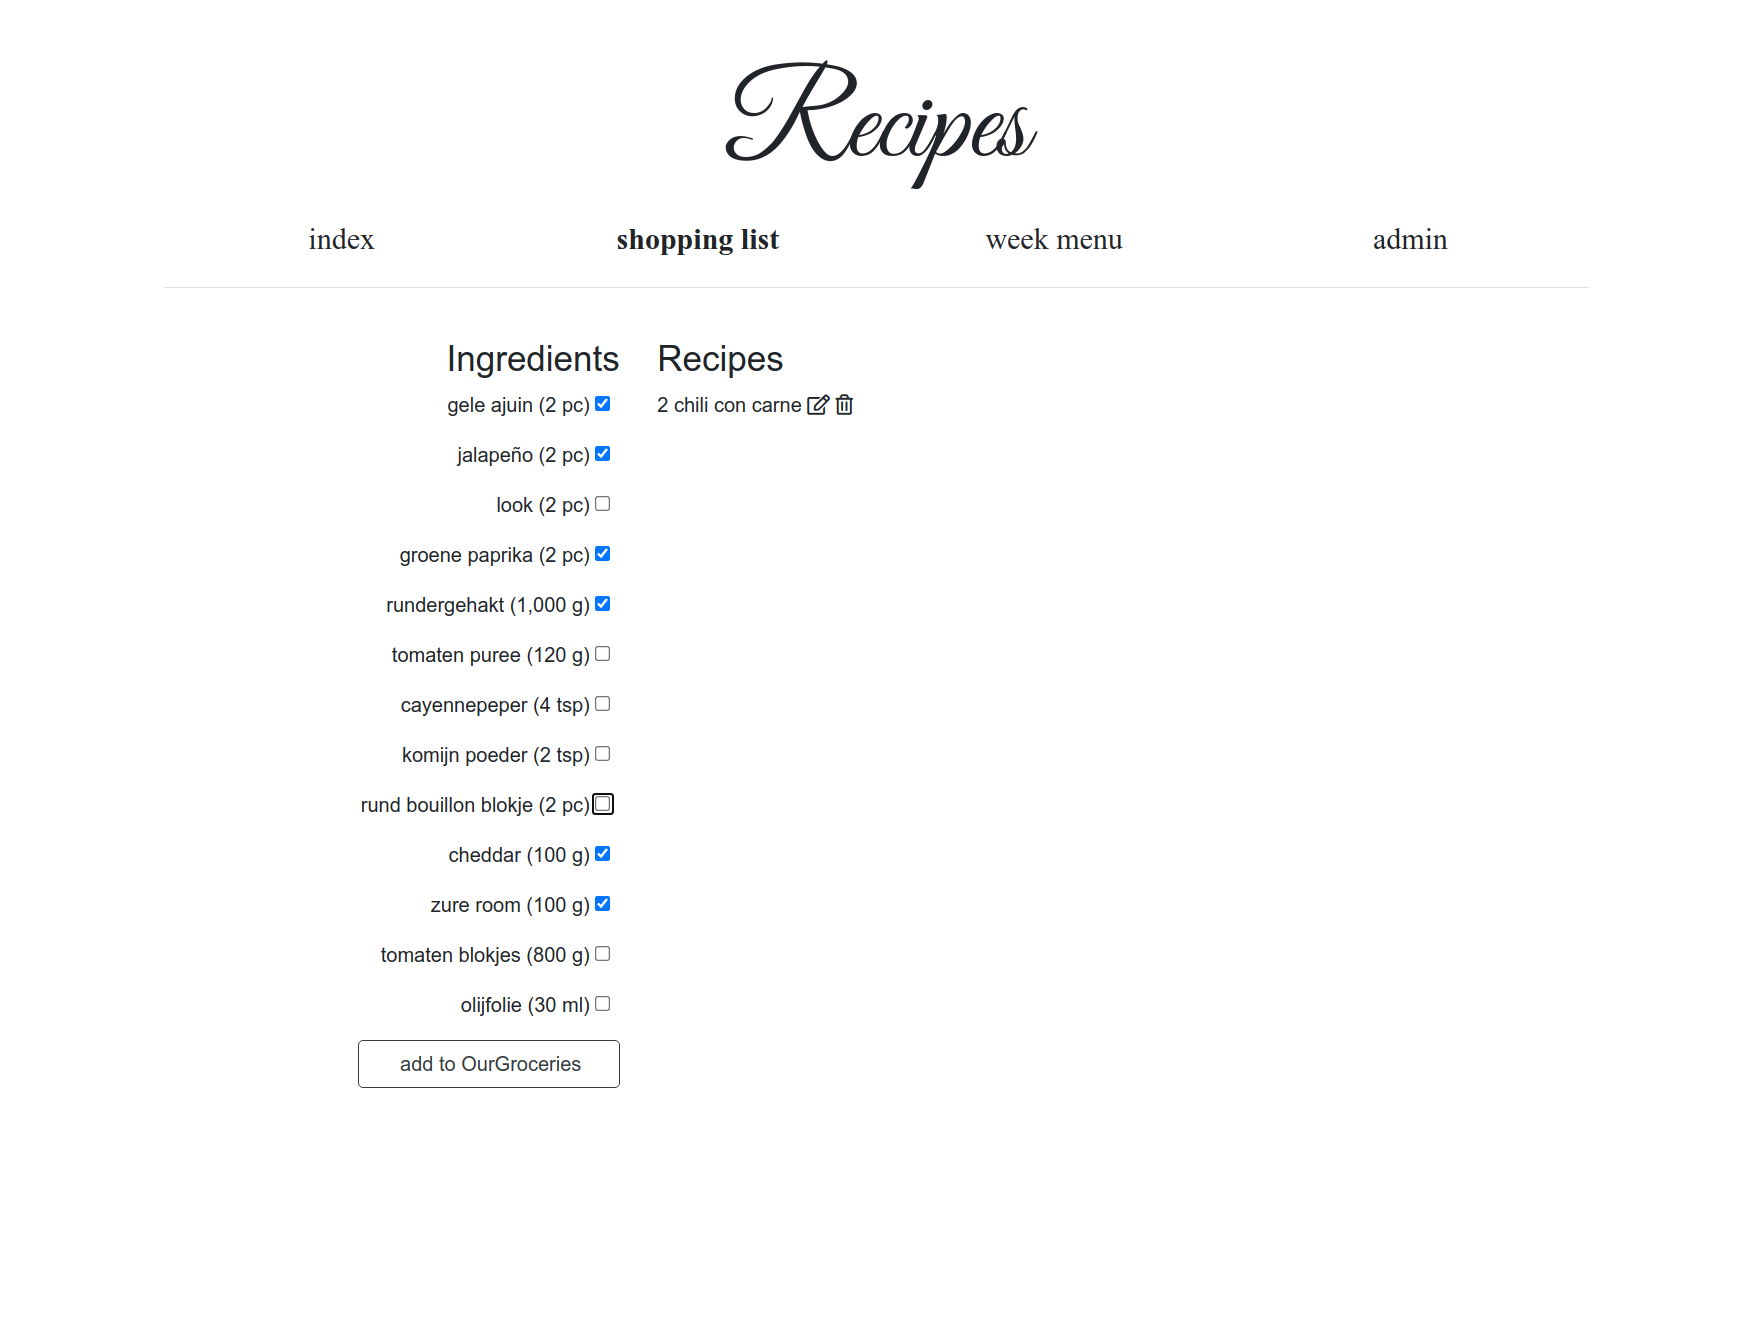 Recipes
index shopping list week menu admin
Ingredients
gele ajuin (2 pc)
jalapeño (2 pc)
look (2 pc)
groene paprika (2 pc)
rundergehakt (1,000 g)
tomaten puree (120 g)
cayennepeper (4 tsp)
komijn poeder (2 tsp)
rund bouillon blokje (2 pc)
cheddar (100 g)
zure room (100 g)
tomaten blokjes (800 g)
olijfolie (30 ml)
add to OurGroceries
Recipes
2 chili con carne